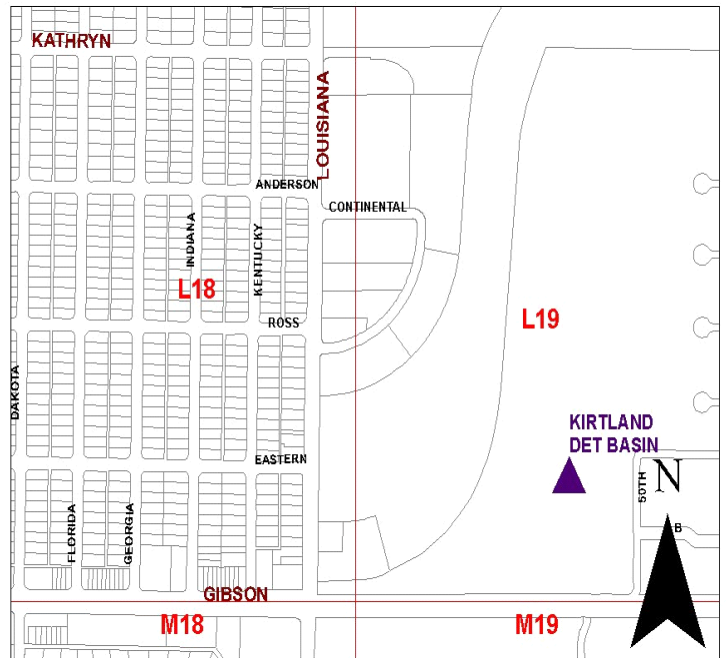 KATHRYN
LOUISIANA
ANDERSON
CONTINENTAL
INDIANA
KENTUCKY
L18
L19
ROSS
DAKOTA
KIRTLAND
DET BASIN
EASTERN
50TH
N
FLORIDA
GEORGIA
B
GIBSON
M18
M19